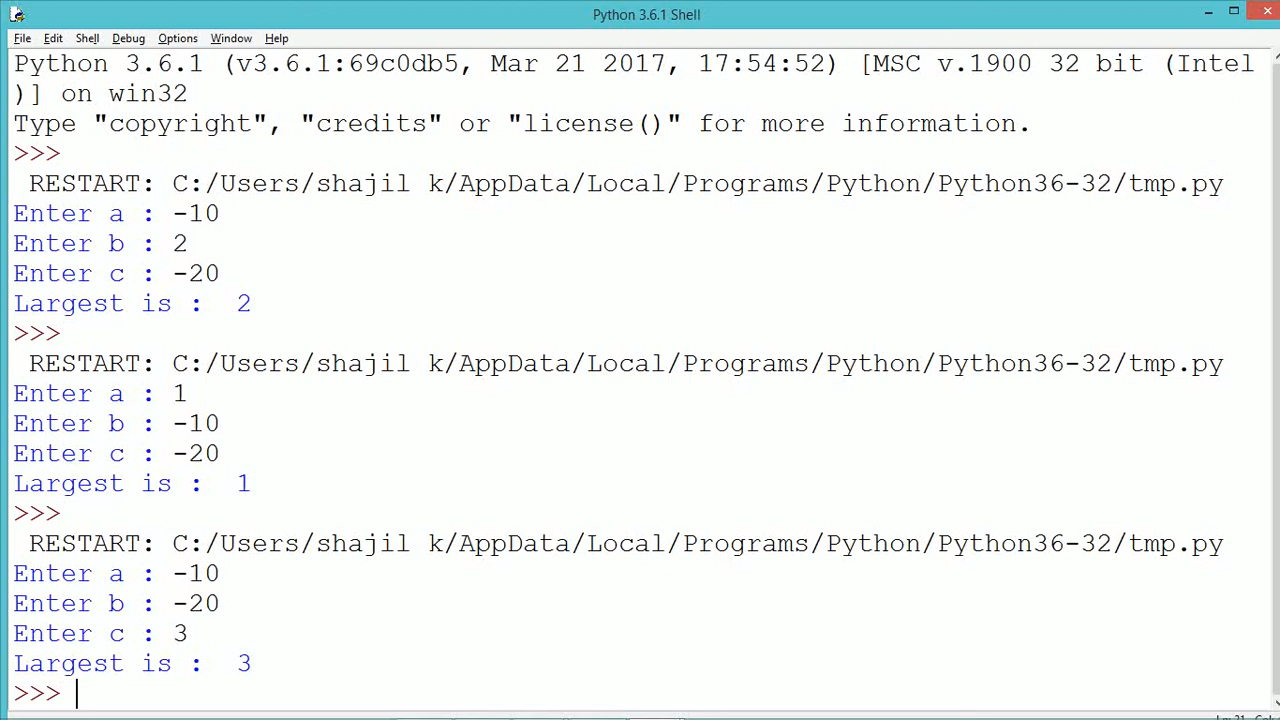 Python 3.6.1 Shell
File Edit Shell Debug Options Window Help
Python 3.6.1 (v3.6.1:69c0db5, Mar 21 2017, 17:54:52) [MSC v.1900 32 bit (Intel
)] on win32
Type "copyright", "credits" or "license()" for more information.
>>>
RESTART: C:/Users/shajil k/AppData/Local/Programs/Python/Python36-32/tmp.py
Enter a : -10
Enter b : 2
Enter c : -20
Largest is :  2
>>>
RESTART: C:/Users/shajil k/AppData/Local/Programs/Python/Python36-32/tmp.py
Enter a : 1
Enter b : -10
Enter c : -20
Largest is :  1
>>>
RESTART: C:/Users/shajil k/AppData/Local/Programs/Python/Python36-32/tmp.py
Enter a : -10
Enter b : -20
Enter c : 3
Largest is :  3
>>>